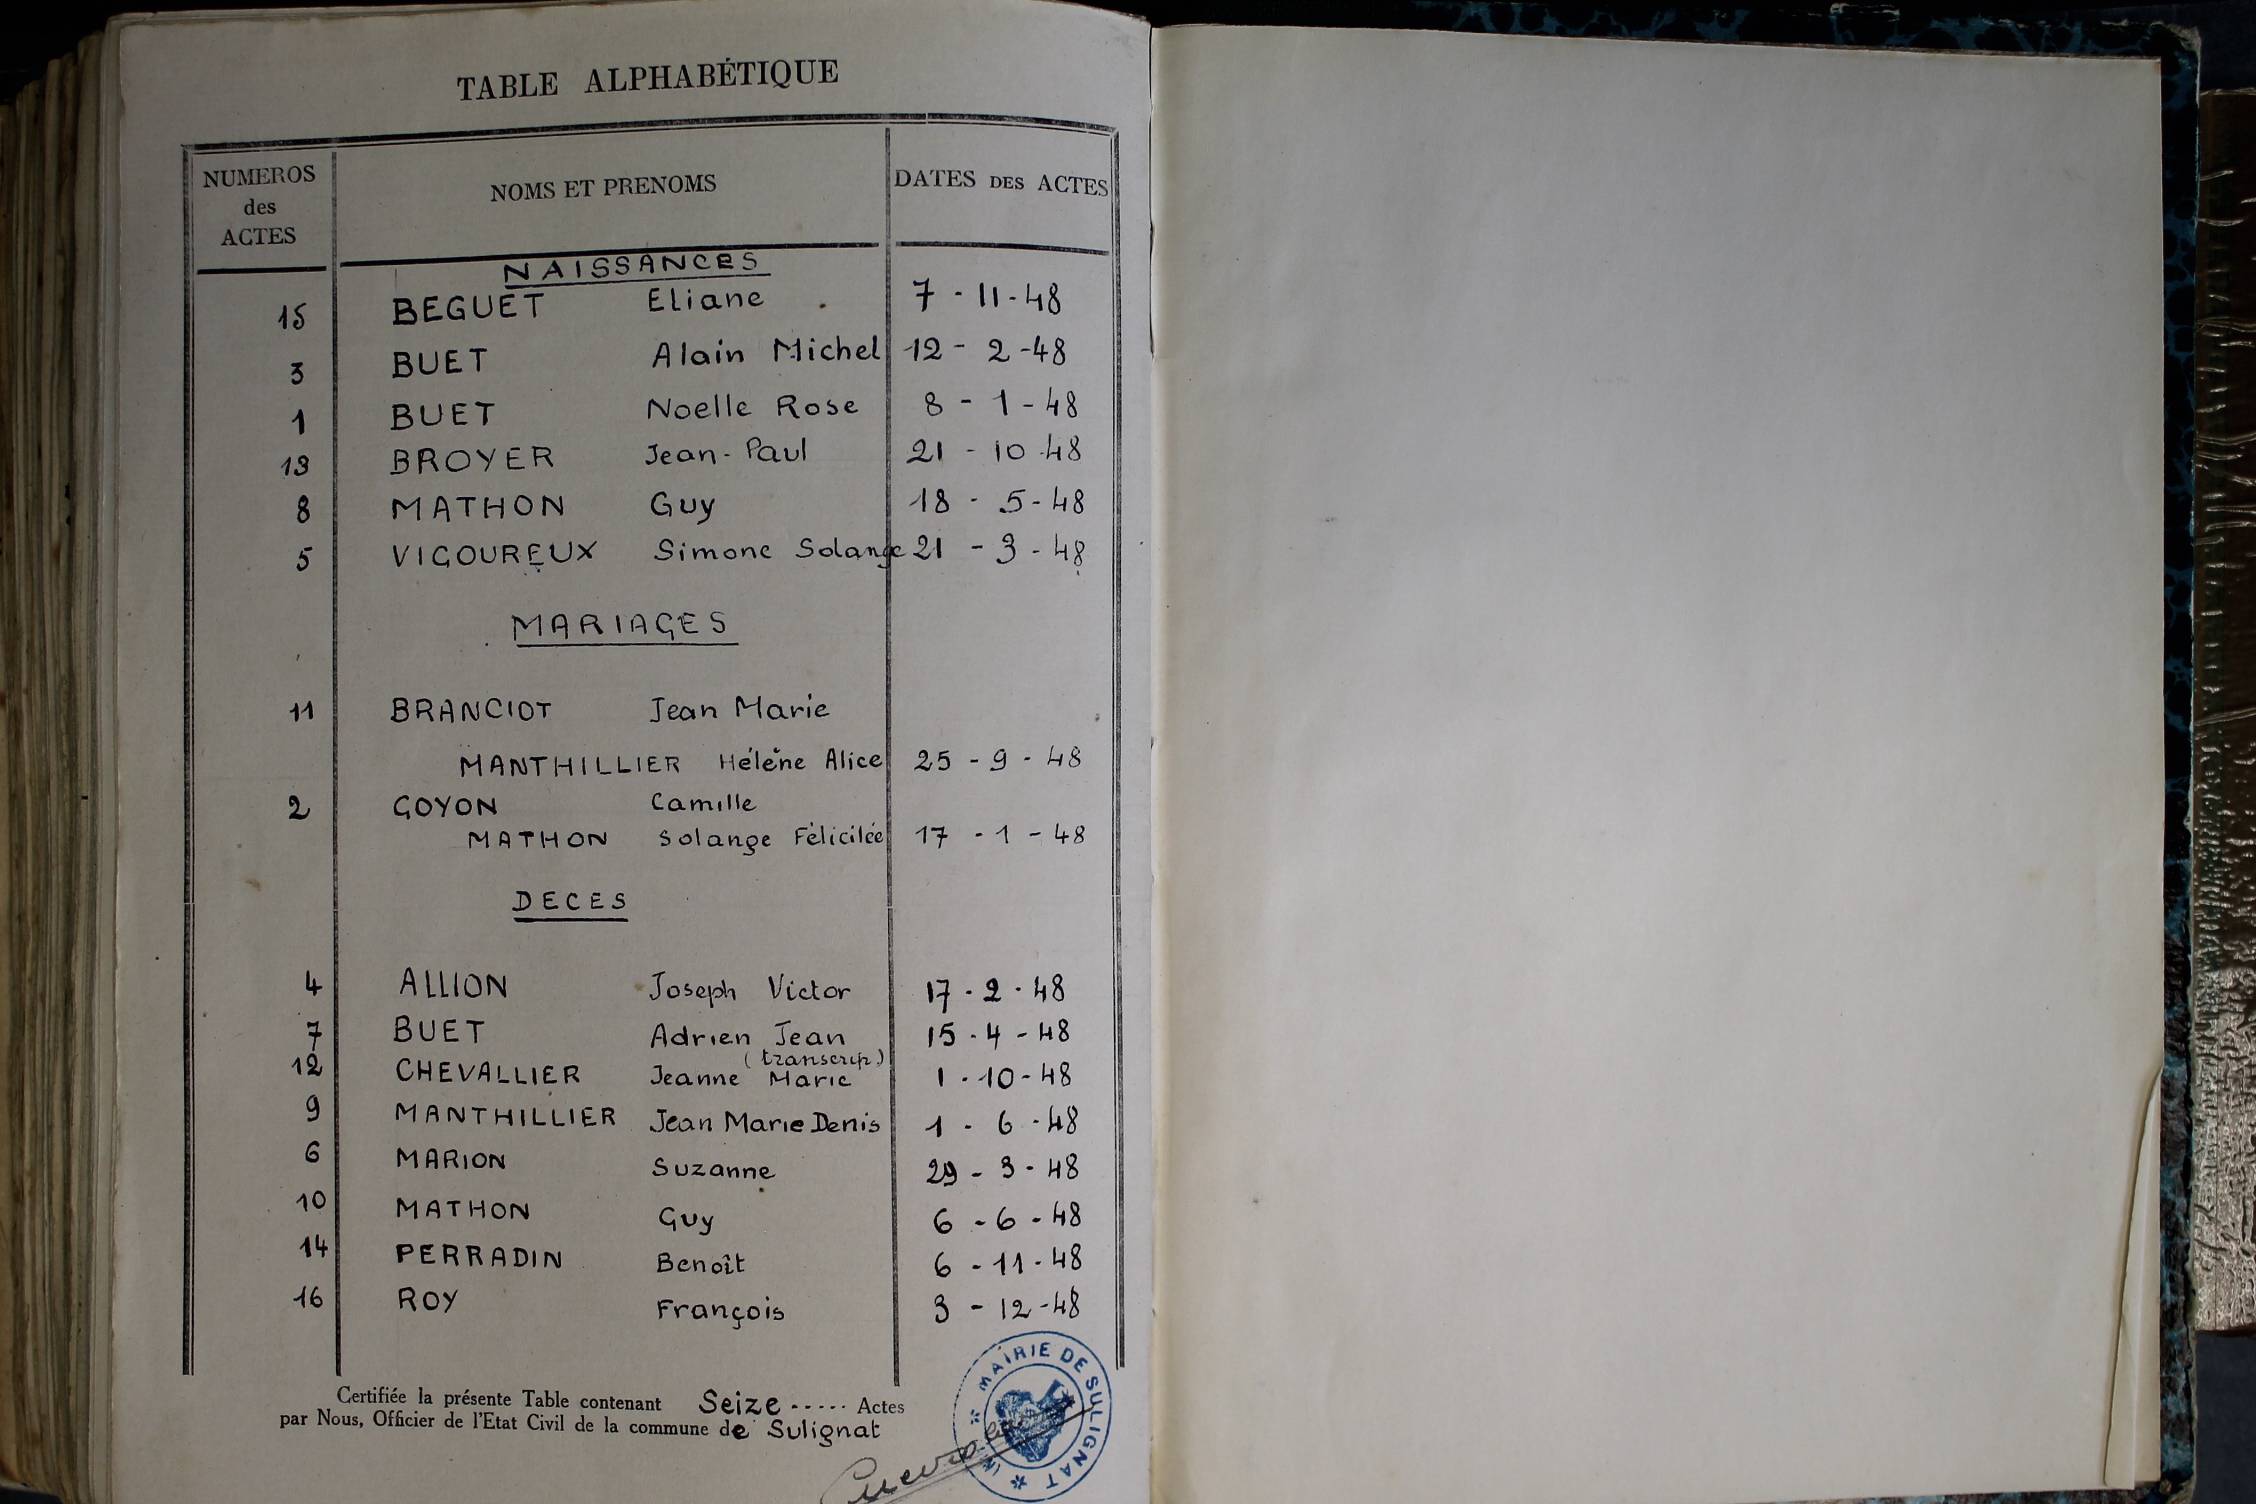 TABLE ALPHABÉTIQUE
NUMEROS des ACTES NOMS ET PRENOMS DATES DES ACTES
NAISSANCES
15 BEGUET Eliane 7 - 11 - 48
3 BUET Alain Michel 12 - 2 - 48
1 BUET Noelle Rose 8 - 1 - 48
13 BROYER Jean-Paul 21 - 10 - 48
8 MATHON Guy 18 - 5 - 48
5 VIGOUREUX Simone Solange 21 - 3 - 48
MARIAGES
11 BRANCIOT Jean Marie
MANTHILLIER Hélène Alice 25 - 9 - 48
2 GOYON Camille
MATHON Solange Félicilée 17 - 1 - 48
DECES
4 ALLION Joseph Victor 17 - 2 - 48
7 BUET Adrien Jean 15 - 4 - 48
(transcrip)
12 CHEVALLIER Jeanne Marie 1 - 10 - 48
9 MANTHILLIER Jean Marie Denis 1 - 6 - 48
6 MARION Suzanne 29 - 3 - 48
10 MATHON Guy 6 - 6 - 48
14 PERRADIN Benoît 6 - 11 - 48
16 ROY François 3 - 12 - 48
Certifiée la présente Table contenant Seize ..... Actes
par Nous, Officier de l'Etat Civil de la commune de Sulignat
MAIRIE DE SULIGNAT